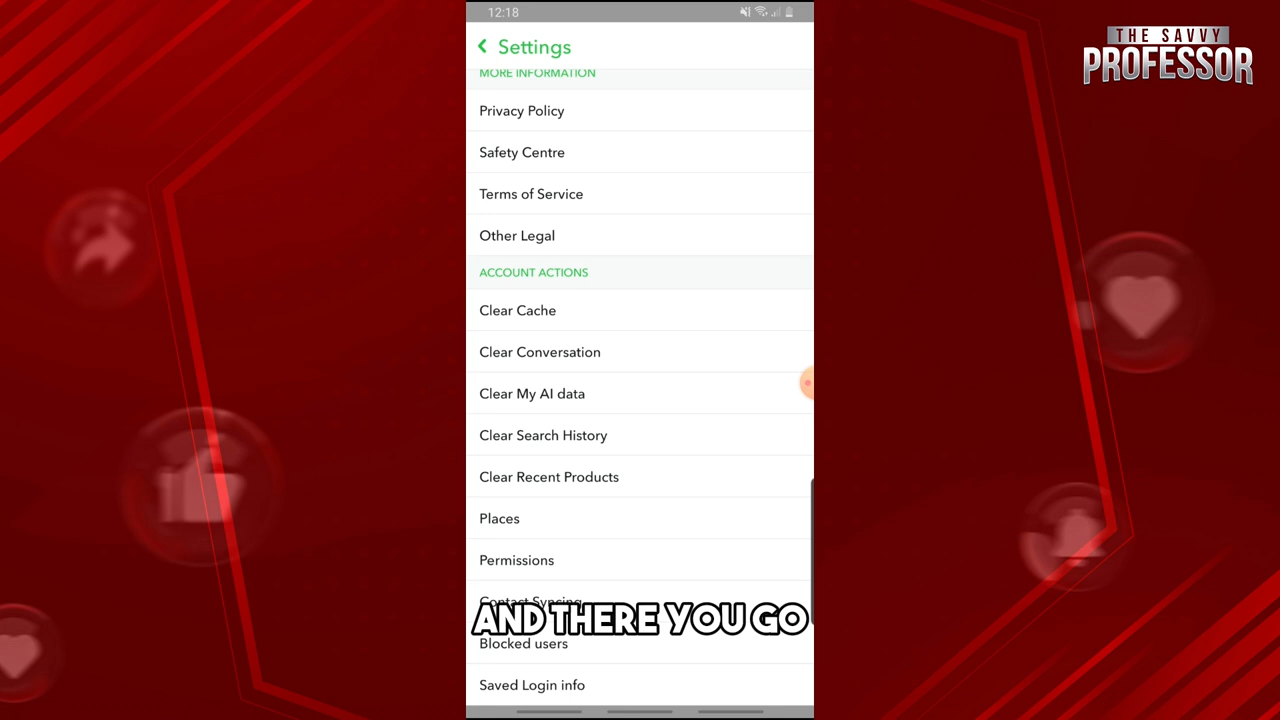 12:18
THE SAVVY
PROFESSOR
Settings
MORE INFORMATION
Privacy Policy
Safety Centre
Terms of Service
Other Legal
ACCOUNT ACTIONS
Clear Cache
Clear Conversation
Clear My AI data
Clear Search History
Clear Recent Products
Places
Permissions
Contact Syncing
AND THERE YOU GO
Blocked users
Saved Login info